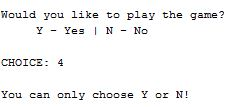 Would you like to play the game?
Y - Yes | N - No
CHOICE: 4
You can only choose Y or N!